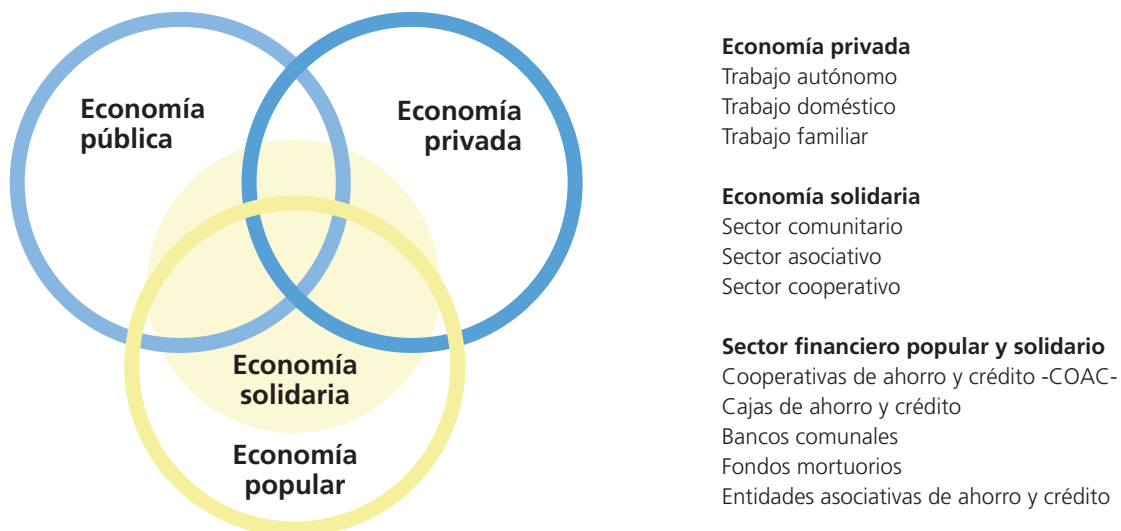 Economía
pública
Economía
privada
Economía
solidaria
Economía
popular
Economía privada
Trabajo autónomo
Trabajo doméstico
Trabajo familiar
Economía solidaria
Sector comunitario
Sector asociativo
Sector cooperativo
Sector financiero popular y solidario
Cooperativas de ahorro y crédito -COAC-
Cajas de ahorro y crédito
Bancos comunales
Fondos mortuorios
Entidades asociativas de ahorro y crédito